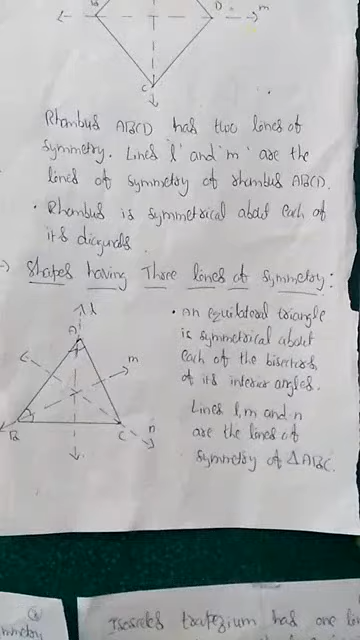 B
D
m
C
Rhombus ABCD has two lines of
symmetry. Lines 'l' and 'm' are the
lines of symmetry of rhombus ABCD.
• Rhombus is symmetrical about each of
its diagonals
→) Shapes having Three lines of symmetry:
l
A
m
B
C
n
• An equilateral triangle
is symmetrical about
each of the bisectors
of its interior angles.
Lines l, m and n
are the lines of
symmetry of ΔABC.
Isosceles trapezium has one